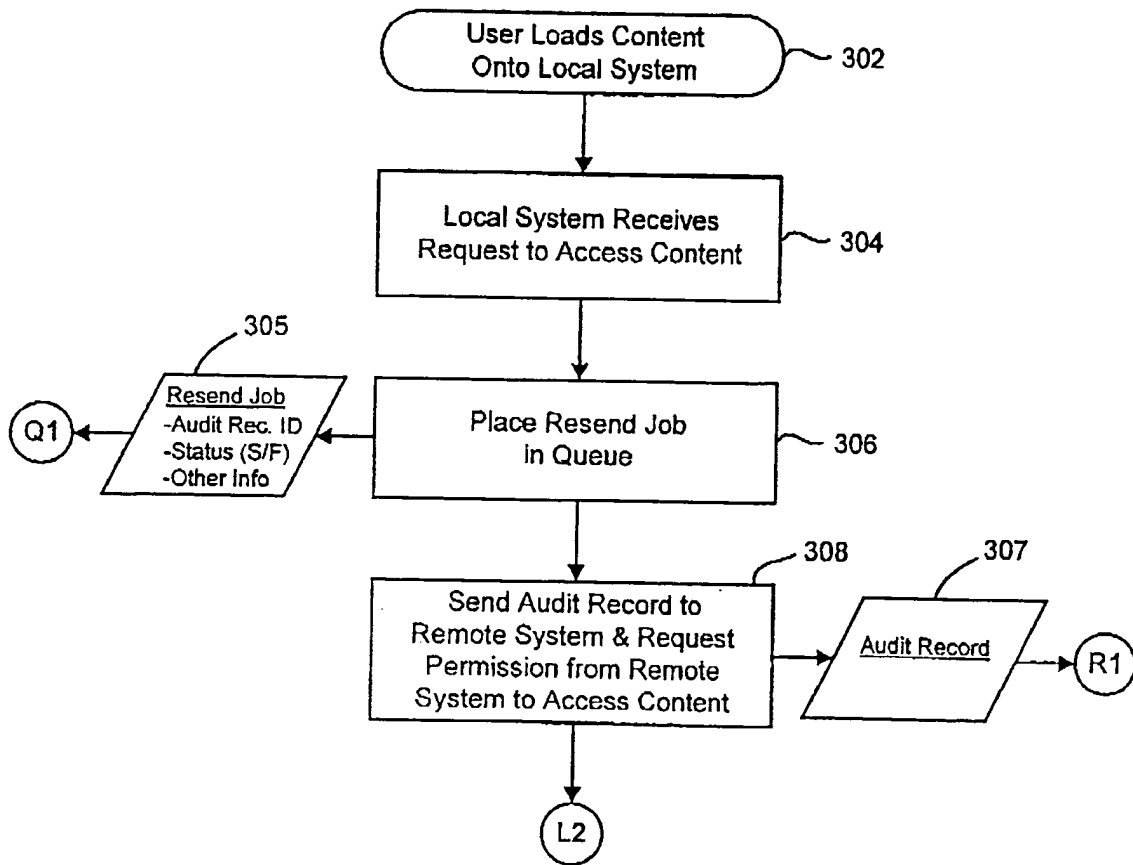 User Loads Content
Onto Local System
302
Local System Receives
Request to Access Content
304
305
Resend Job
-Audit Rec. ID
-Status (S/F)
-Other Info
Q1
Place Resend Job
in Queue
306
308
307
Send Audit Record to
Remote System & Request
Permission from Remote
System to Access Content
Audit Record
R1
L2